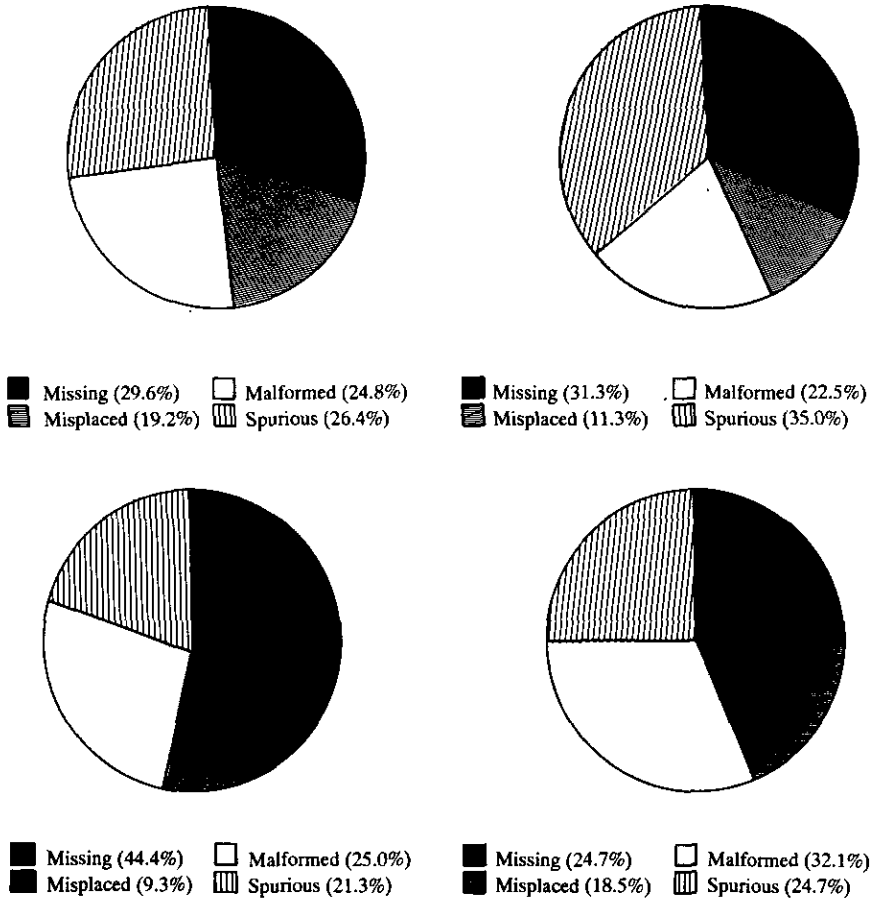 Missing (29.6%) Malformed (24.8%)
Misplaced (19.2%) Spurious (26.4%)
Missing (31.3%) Malformed (22.5%)
Misplaced (11.3%) Spurious (35.0%)
Missing (44.4%) Malformed (25.0%)
Misplaced (9.3%) Spurious (21.3%)
Missing (24.7%) Malformed (32.1%)
Misplaced (18.5%) Spurious (24.7%)